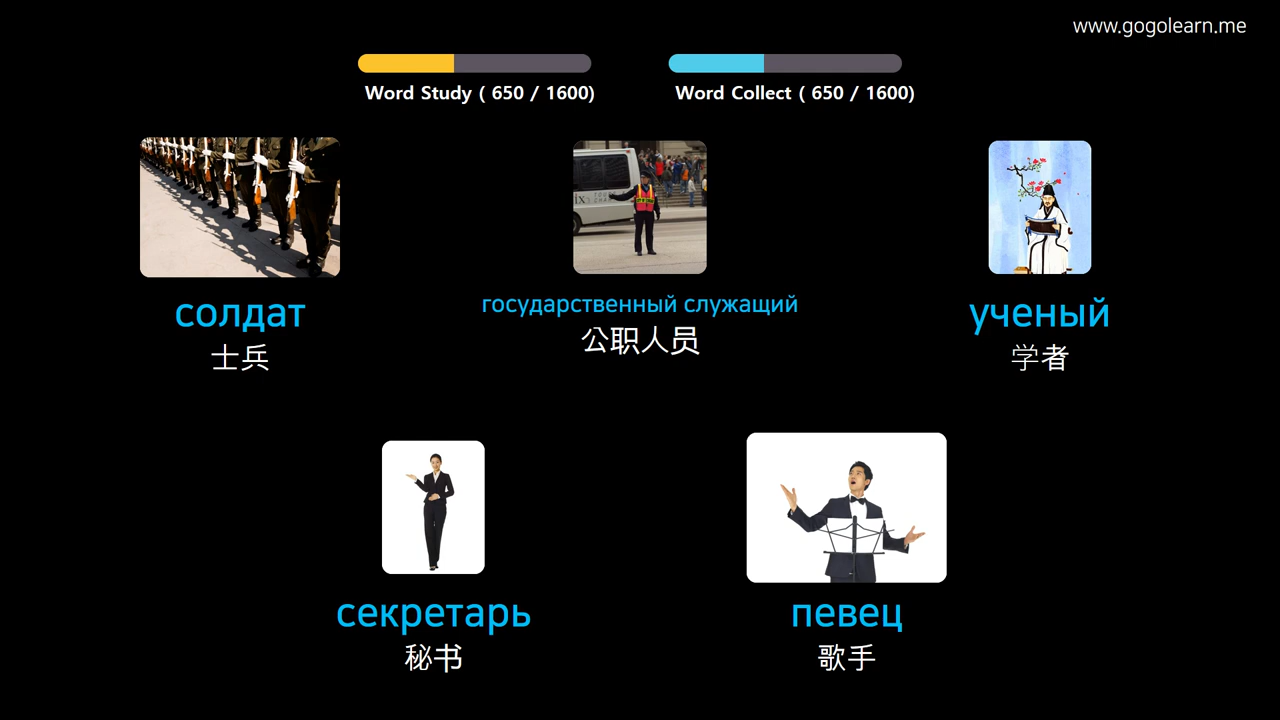 www.gogolearn.me
Word Study ( 650 / 1600)
Word Collect ( 650 / 1600)
солдат
士兵
государственный служащий
公职人员
ученый
学者
секретарь
秘书
певец
歌手